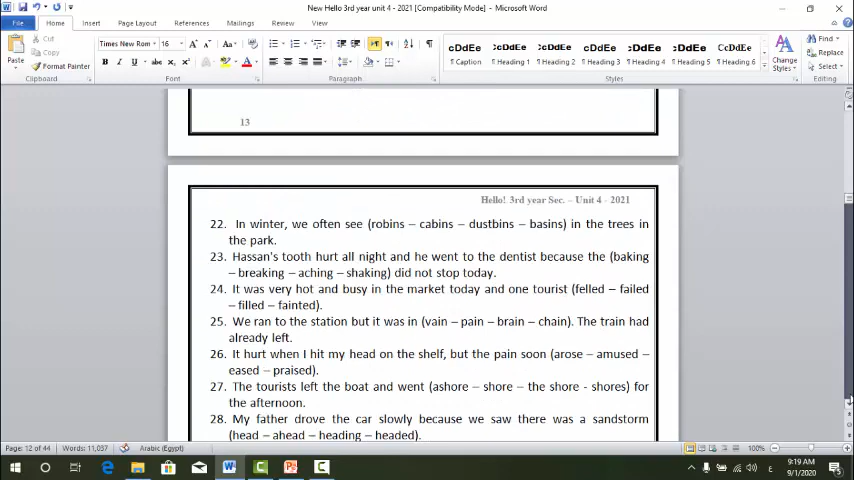 New Hello 3rd year unit 4 - 2021 [Compatibility Mode] - Microsoft Word
File Home Insert Page Layout References Mailings Review View
Paste
Cut
Copy
Format Painter
Clipboard
Times New Rom 16
Font
Paragraph
cDdEe cDdEe cDdEe cDdEe cDdEe cDdEe CcDdEe
¶ Caption ¶ Heading 1 ¶ Heading 2 ¶ Heading 3 ¶ Heading 4 ¶ Heading 5 ¶ Heading 6
Change Styles
Styles
Find
Replace
Select
Editing
13
Hello! 3rd year Sec. – Unit 4 - 2021
22. In winter, we often see (robins – cabins – dustbins – basins) in the trees in
the park.
23. Hassan's tooth hurt all night and he went to the dentist because the (baking
– breaking – aching – shaking) did not stop today.
24. It was very hot and busy in the market today and one tourist (felled – failed
– filled – fainted).
25. We ran to the station but it was in (vain – pain – brain – chain). The train had
already left.
26. It hurt when I hit my head on the shelf, but the pain soon (arose – amused –
eased – praised).
27. The tourists left the boat and went (ashore – shore – the shore - shores) for
the afternoon.
28. My father drove the car slowly because we saw there was a sandstorm
(head – ahead – heading – headed).
Page: 12 of 44 Words: 11,037 Arabic (Egypt) 100%
9:19 AM
9/1/2020